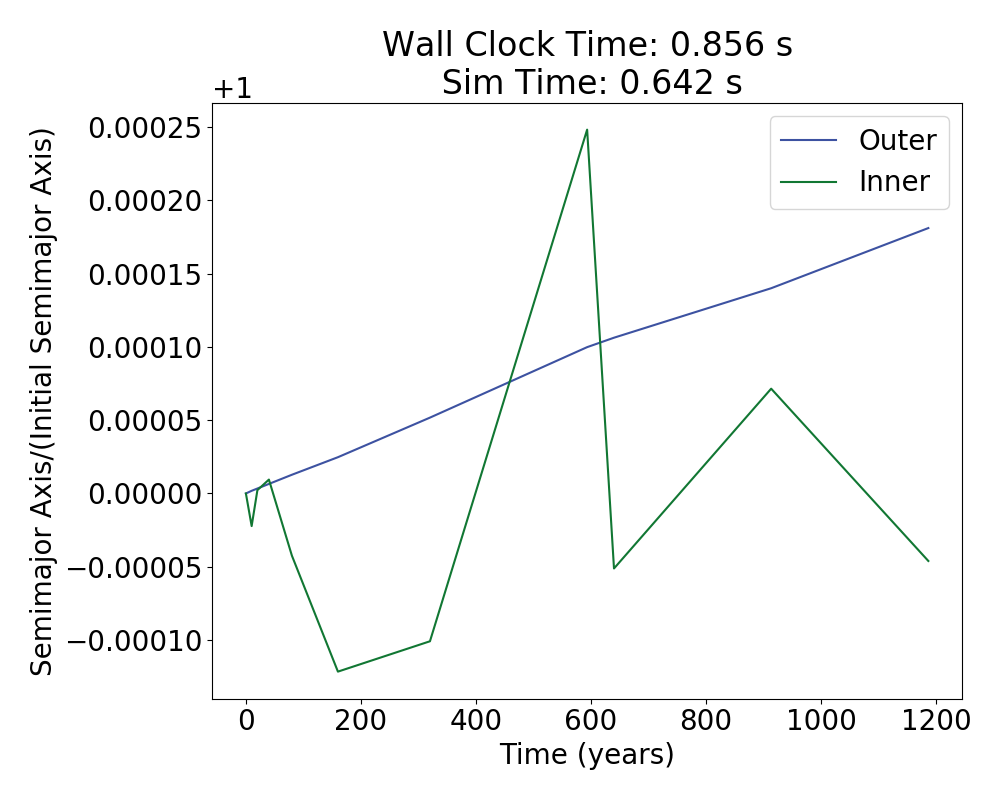 Wall Clock Time: 0.856 s
Sim Time: 0.642 s
+1
0.00025
0.00020
0.00015
0.00010
0.00005
0.00000
−0.00005
−0.00010
Semimajor Axis/(Initial Semimajor Axis)
Outer
Inner
0 200 400 600 800 1000 1200
Time (years)